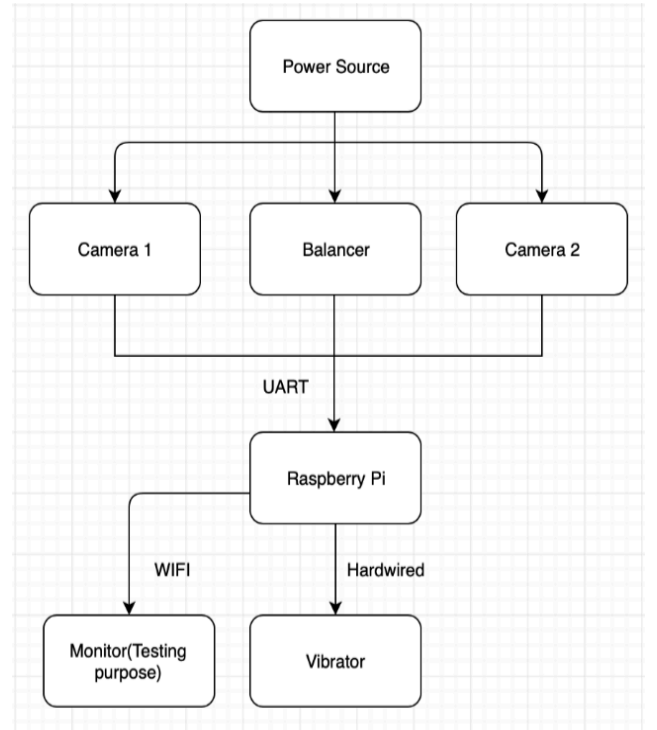 Power Source
Camera 1
Balancer
Camera 2
UART
Raspberry Pi
WIFI
Hardwired
Monitor(Testing
purpose)
Vibrator